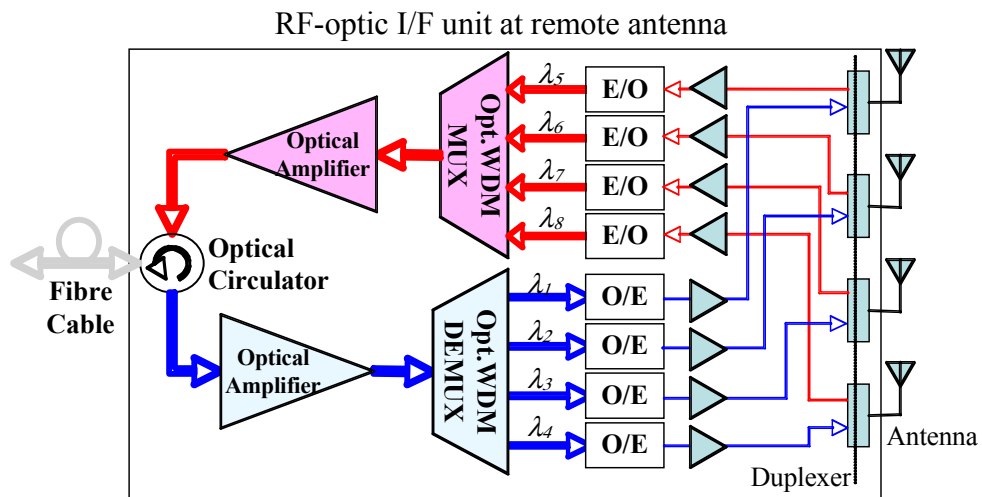 RF-optic I/F unit at remote antenna
Optical
Amplifier
Opt.WDM
MUX
λ5
E/O
λ6
E/O
λ7
E/O
λ8
E/O
Optical
Circulator
Fibre
Cable
Optical
Amplifier
Opt.WDM
DEMUX
λ1
O/E
λ2
O/E
λ3
O/E
λ4
O/E
Antenna
Duplexer